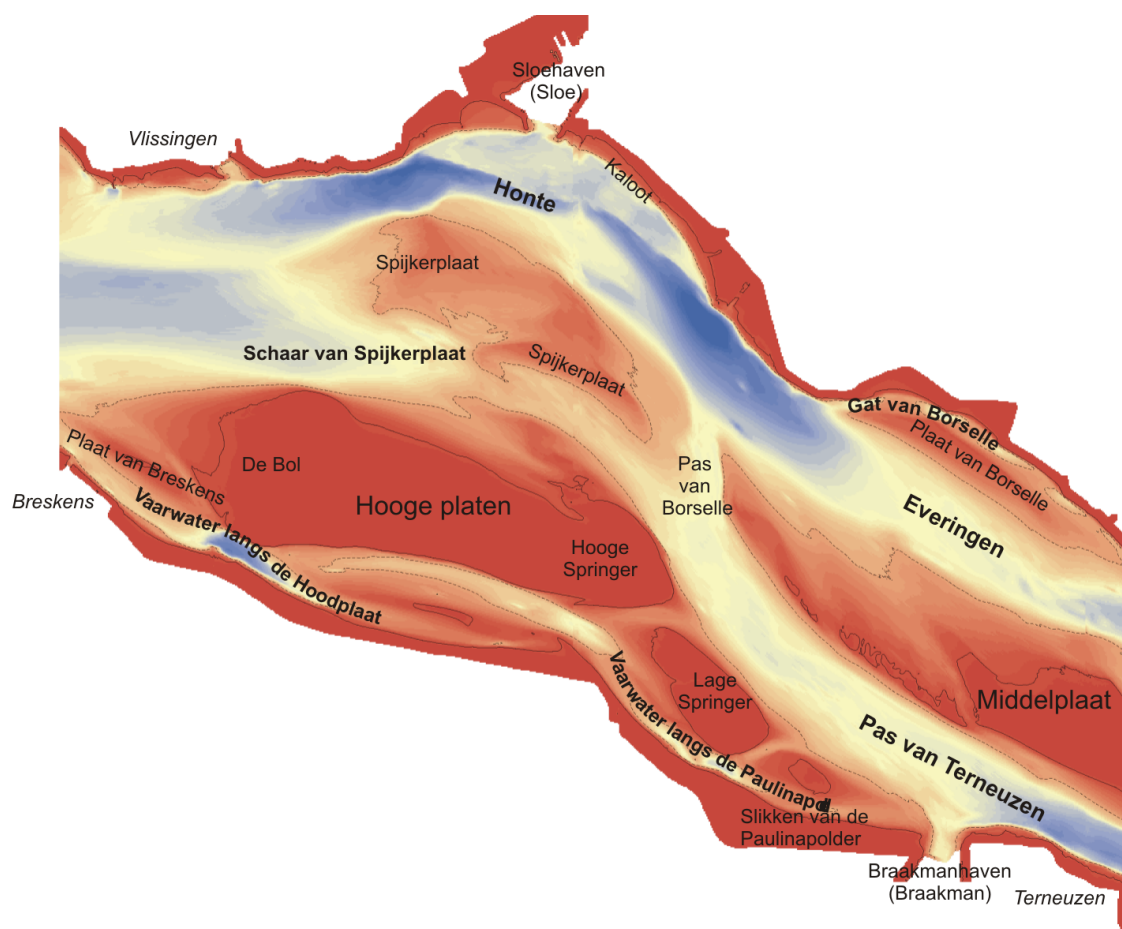 Sloehaven
(Sloe)
Vlissingen
Kaloot
Honte
Spijkerplaat
Schaar van Spijkerplaat
Spijkerplaat
Gat van Borselle
Plaat van Borselle
Plaat van Breskens
De Bol
Pas
van
Borselle
Breskens
Vaarwater langs de Hoodplaat
Hooge platen
Everingen
Hooge
Springer
Lage
Springer
Middelplaat
Vaarwater langs de Paulinapol
Pas van Terneuzen
Slikken van de
Paulinapolder
Braakmanhaven
(Braakman)
Terneuzen